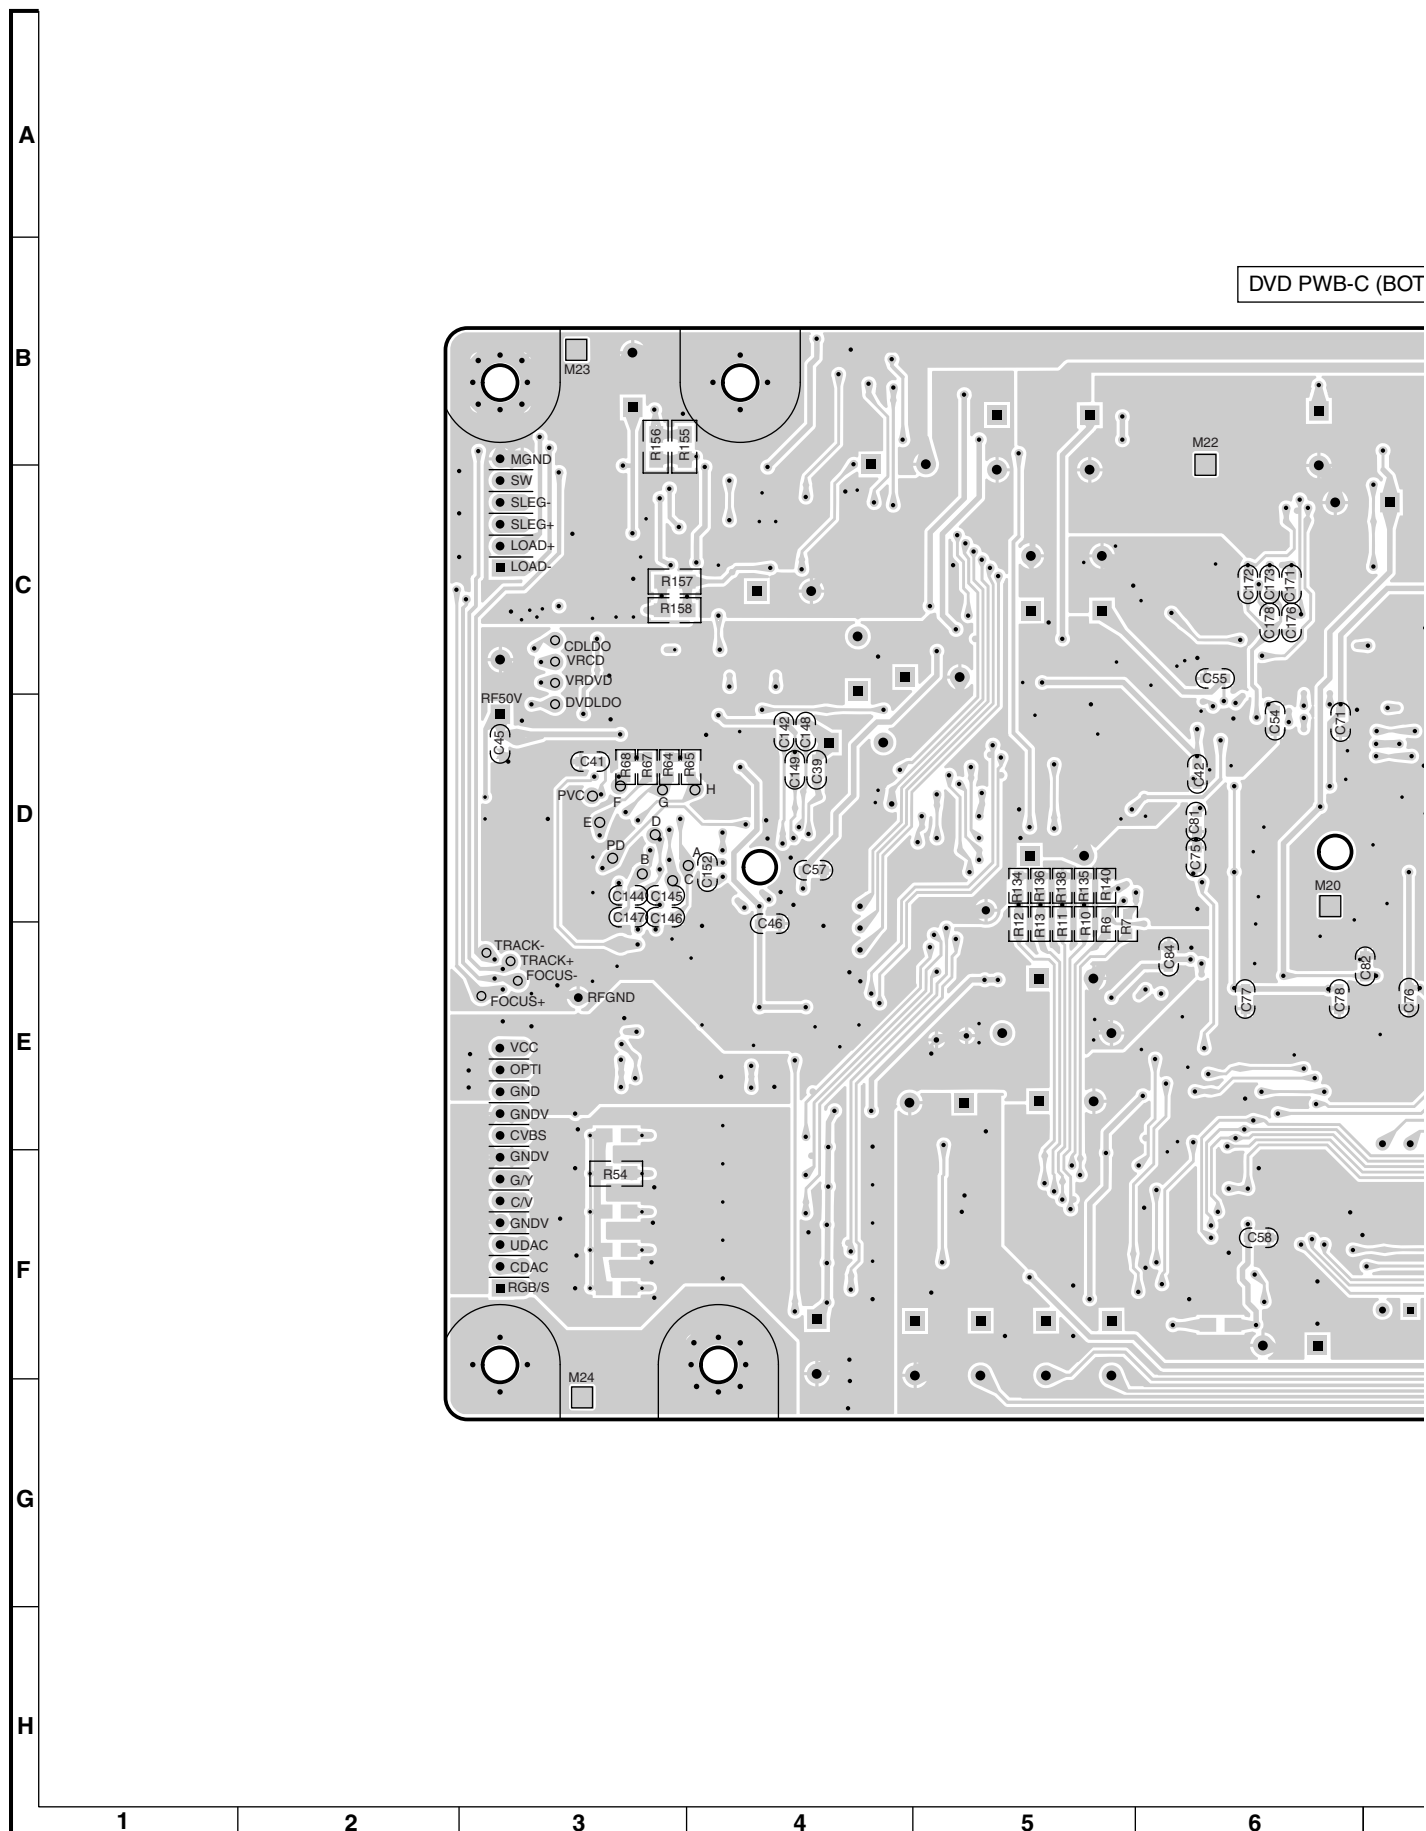 A
DVD PWB-C (BOT
B
M23
R156
R155
M22
MGND
SW
SLEG-
SLEG+
LOAD+
LOAD-
C
R157
R158
C172
C173
C171
C178
C176
CDLDO
VRCD
VRDVD
DVDLDO
RF50V
C55
C45
C142
C148
C54
C71
C41
R68
R67
R64
R65
C149
C39
C42
PVC
F
G
H
D
E
D
C81
PD
B
A
C
C152
C57
C75
C144
C145
C147
C146
C46
R134
R136
R138
R135
R140
R12
R13
R11
R10
R6
R7
M20
TRACK-
TRACK+
FOCUS-
FOCUS+
RFGND
C84
C82
C77
C78
C76
E
VCC
OPTI
GND
GNDV
CVBS
GNDV
G/Y
C/V
GNDV
UDAC
CDAC
RGB/S
R54
C58
F
M24
G
H
1
2
3
4
5
6